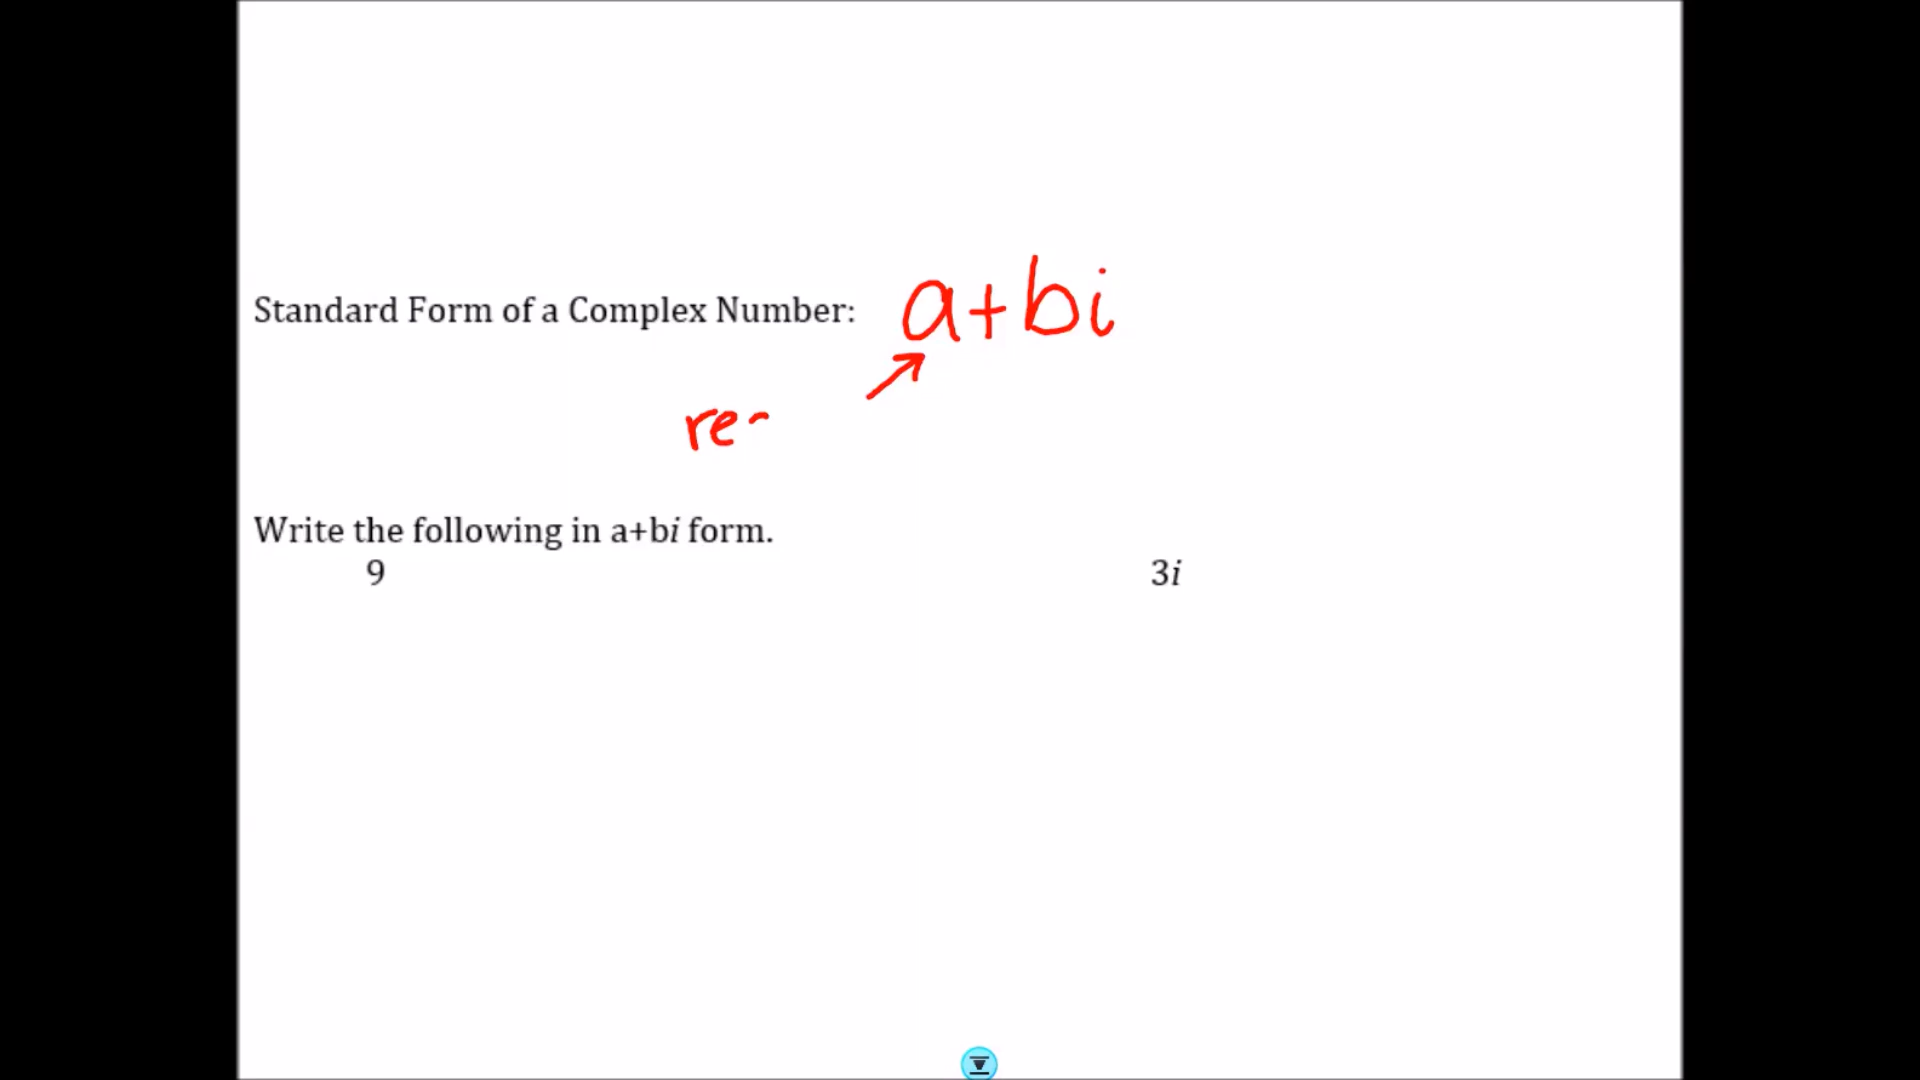 Standard Form of a Complex Number: a+bi
re
Write the following in a+bi form.
9 3i